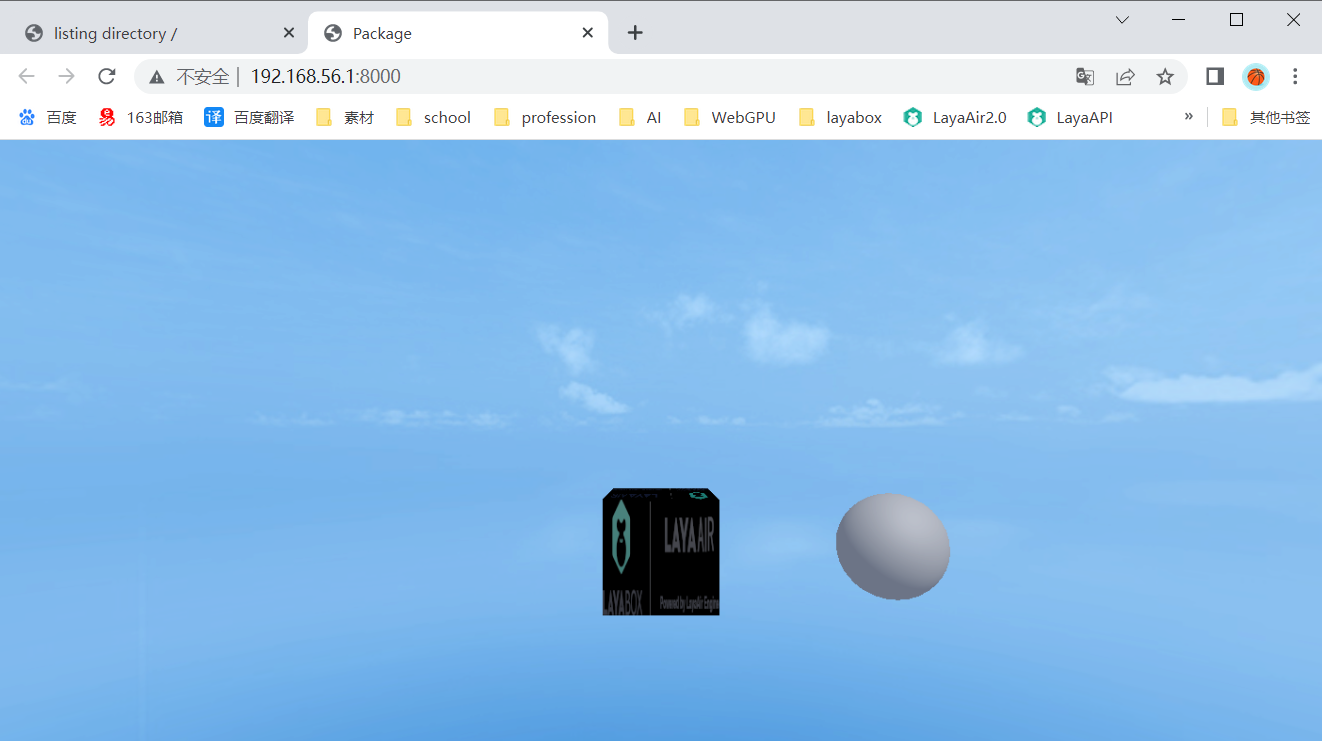 listing directory /
Package
不安全 | 192.168.56.1:8000
百度 163邮箱 译 百度翻译 素材 school profession AI WebGPU layabox LayaAir2.0 LayaAPI » 其他书签
LAYAAIR
LAYABOX
Powered by LayaAir Engine